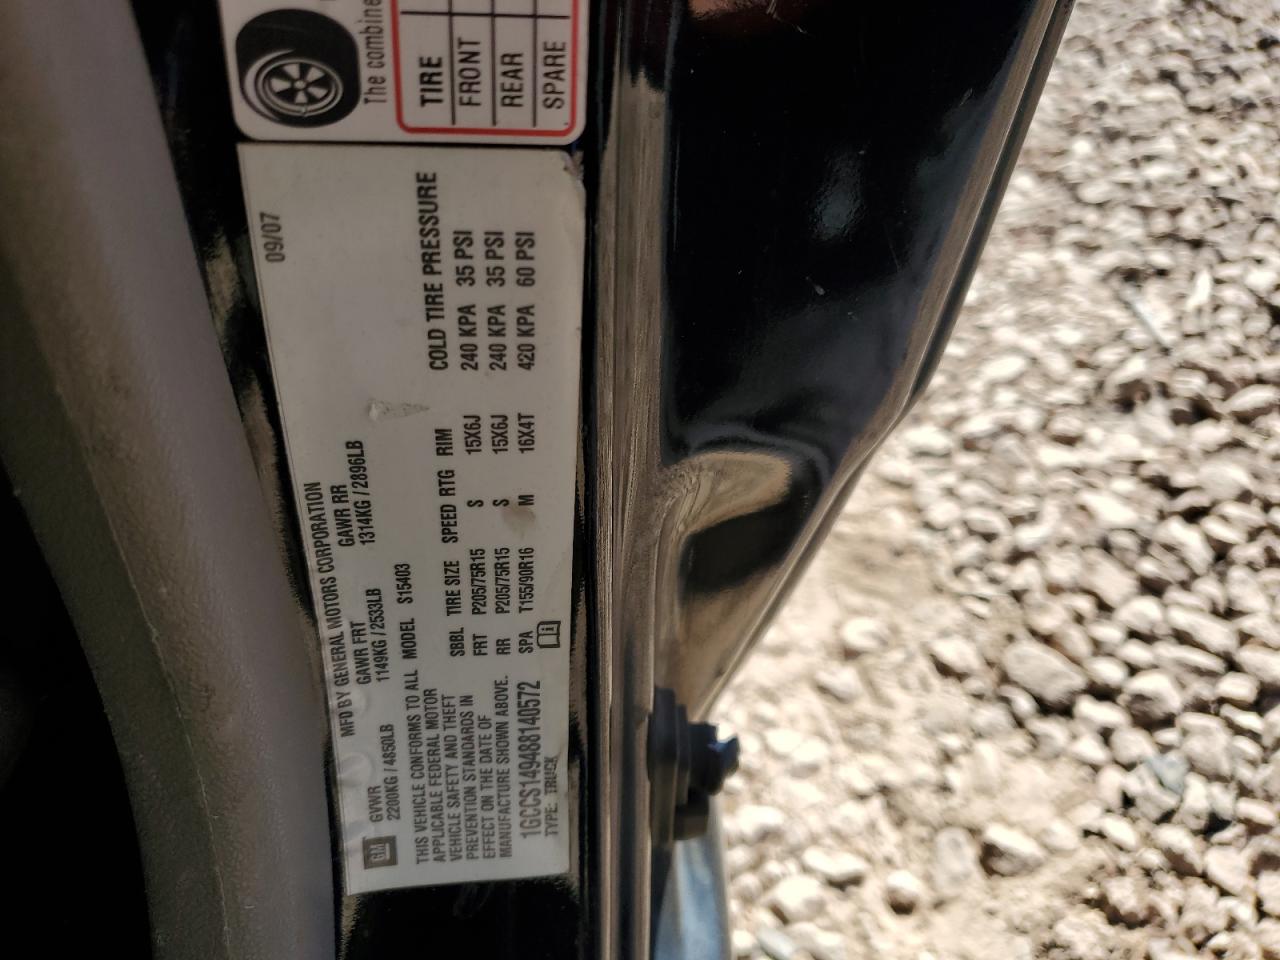 The combine
TIRE
FRONT
REAR
SPARE
09/07
MFD BY GENERAL MOTORS CORPORATION
GM GVWR GAWR FRT GAWR RR
2200KG / 4850LB 1149KG / 2533LB 1314KG / 2896LB
THIS VEHICLE CONFORMS TO ALL
APPLICABLE FEDERAL MOTOR
VEHICLE SAFETY AND THEFT
PREVENTION STANDARDS IN
EFFECT ON THE DATE OF
MANUFACTURE SHOWN ABOVE.
1GCCS149488140572
TYPE: TRUCK
MODEL S15403
COLD TIRE PRESSURE
SBBL TIRE SIZE SPEED RTG RIM
FRT P205/75R15 S 15X6J 240 KPA 35 PSI
RR P205/75R15 S 15X6J 240 KPA 35 PSI
SPA T155/90R16 M 16X4T 420 KPA 60 PSI